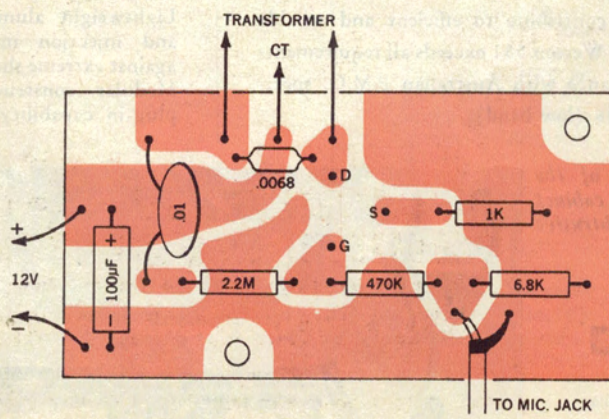 TRANSFORMER
CT
.0068
D
.01
S
1K
+
12V
100µF
+
−
G
2.2M
470K
6.8K
−
TO MIC. JACK